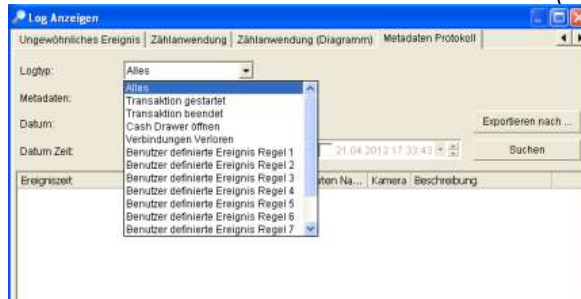 Log Anzeigen
Ungewöhnliches Ereignis Zählanwendung Zählanwendung (Diagramm) Metadaten Protokoll
Logtyp: Alles
Alles
Metadaten:
Transaktion gestartet
Transaktion beendet
Datum:
Cash Drawer öffnen
Exportieren nach ...
Verbindungen Verloren
Datum Zeit:
21.04.2012 17:33:43
Suchen
Benutzer definierte Ereignis Regel 1
Benutzer definierte Ereignis Regel 2
Ereigniszeit
Kamera Beschreibung
Benutzer definierte Ereignis Regel 3
Benutzer definierte Ereignis Regel 4
Benutzer definierte Ereignis Regel 5
Benutzer definierte Ereignis Regel 6
Benutzer definierte Ereignis Regel 7